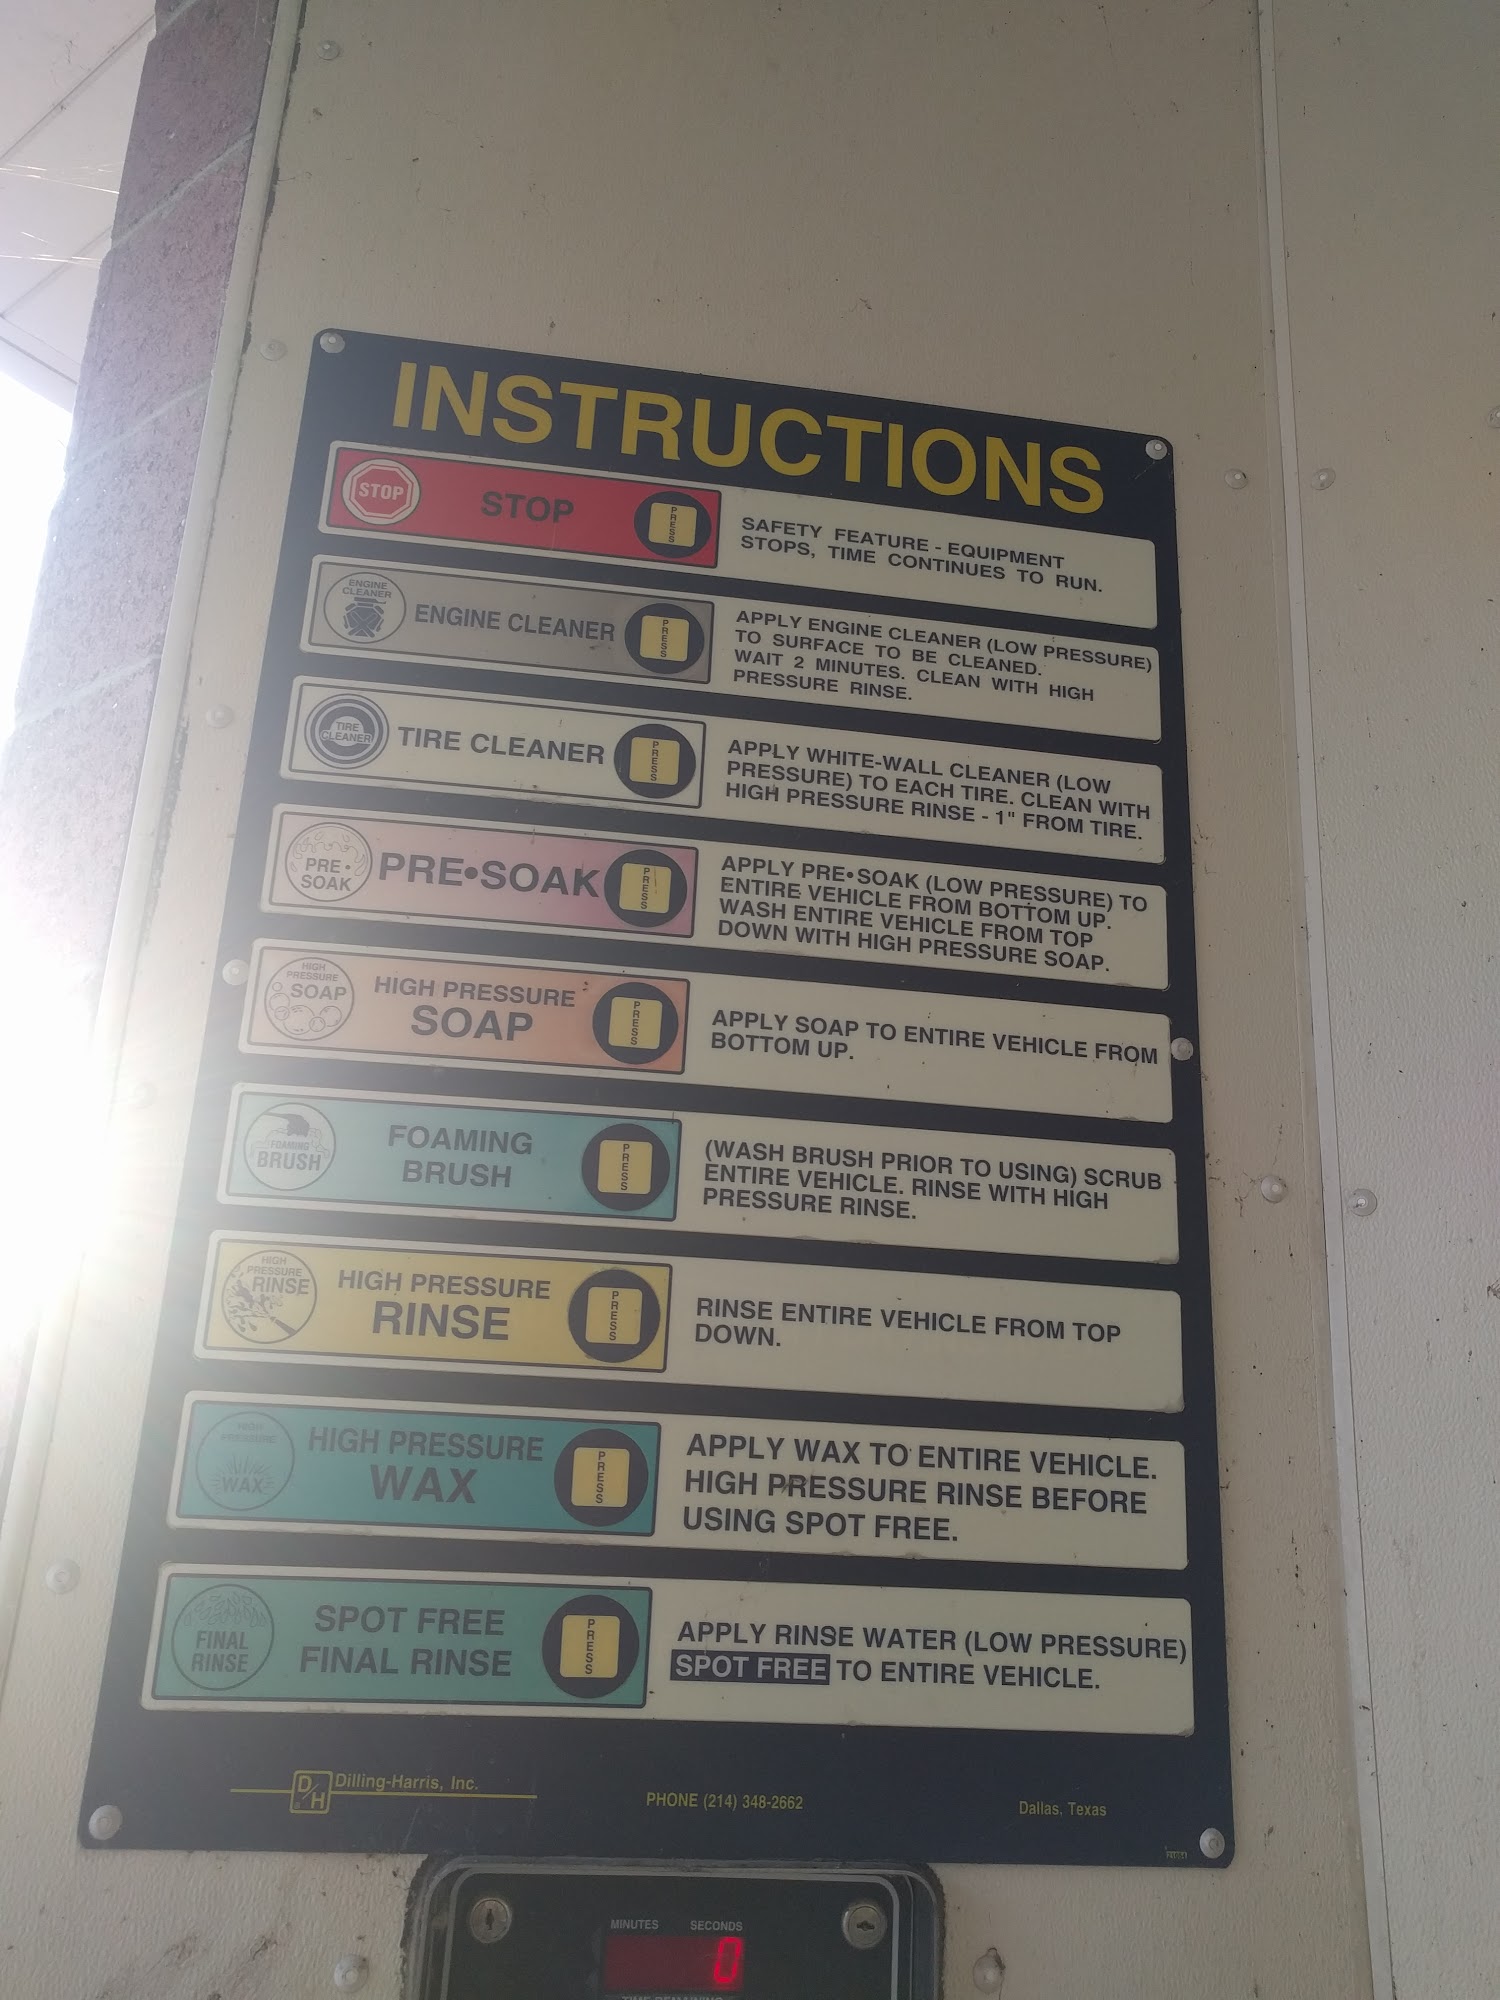 INSTRUCTIONS
STOP
STOP
PRESS
SAFETY FEATURE - EQUIPMENT
STOPS, TIME CONTINUES TO RUN.
ENGINE
CLEANER
ENGINE CLEANER
PRESS
APPLY ENGINE CLEANER (LOW PRESSURE)
TO SURFACE TO BE CLEANED.
WAIT 2 MINUTES. CLEAN WITH HIGH
PRESSURE RINSE.
TIRE
CLEANER
TIRE CLEANER
PRESS
APPLY WHITE-WALL CLEANER (LOW
PRESSURE) TO EACH TIRE. CLEAN WITH
HIGH PRESSURE RINSE - 1" FROM TIRE.
PRE•
SOAK
PRE•SOAK
PRESS
APPLY PRE•SOAK (LOW PRESSURE) TO
ENTIRE VEHICLE FROM BOTTOM UP.
WASH ENTIRE VEHICLE FROM TOP
DOWN WITH HIGH PRESSURE SOAP.
HIGH
PRESSURE
SOAP
HIGH PRESSURE
SOAP
PRESS
APPLY SOAP TO ENTIRE VEHICLE FROM
BOTTOM UP.
FOAMING
BRUSH
FOAMING
BRUSH
PRESS
(WASH BRUSH PRIOR TO USING) SCRUB
ENTIRE VEHICLE. RINSE WITH HIGH
PRESSURE RINSE.
HIGH
PRESSURE
RINSE
HIGH PRESSURE
RINSE
PRESS
RINSE ENTIRE VEHICLE FROM TOP
DOWN.
HIGH
PRESSURE
WAX
HIGH PRESSURE
WAX
PRESS
APPLY WAX TO ENTIRE VEHICLE.
HIGH PRESSURE RINSE BEFORE
USING SPOT FREE.
FINAL
RINSE
SPOT FREE
FINAL RINSE
PRESS
APPLY RINSE WATER (LOW PRESSURE)
SPOT FREE TO ENTIRE VEHICLE.
D/H Dilling-Harris, Inc.
PHONE (214) 348-2662
Dallas, Texas
MINUTES SECONDS
0
TIME REMAINING